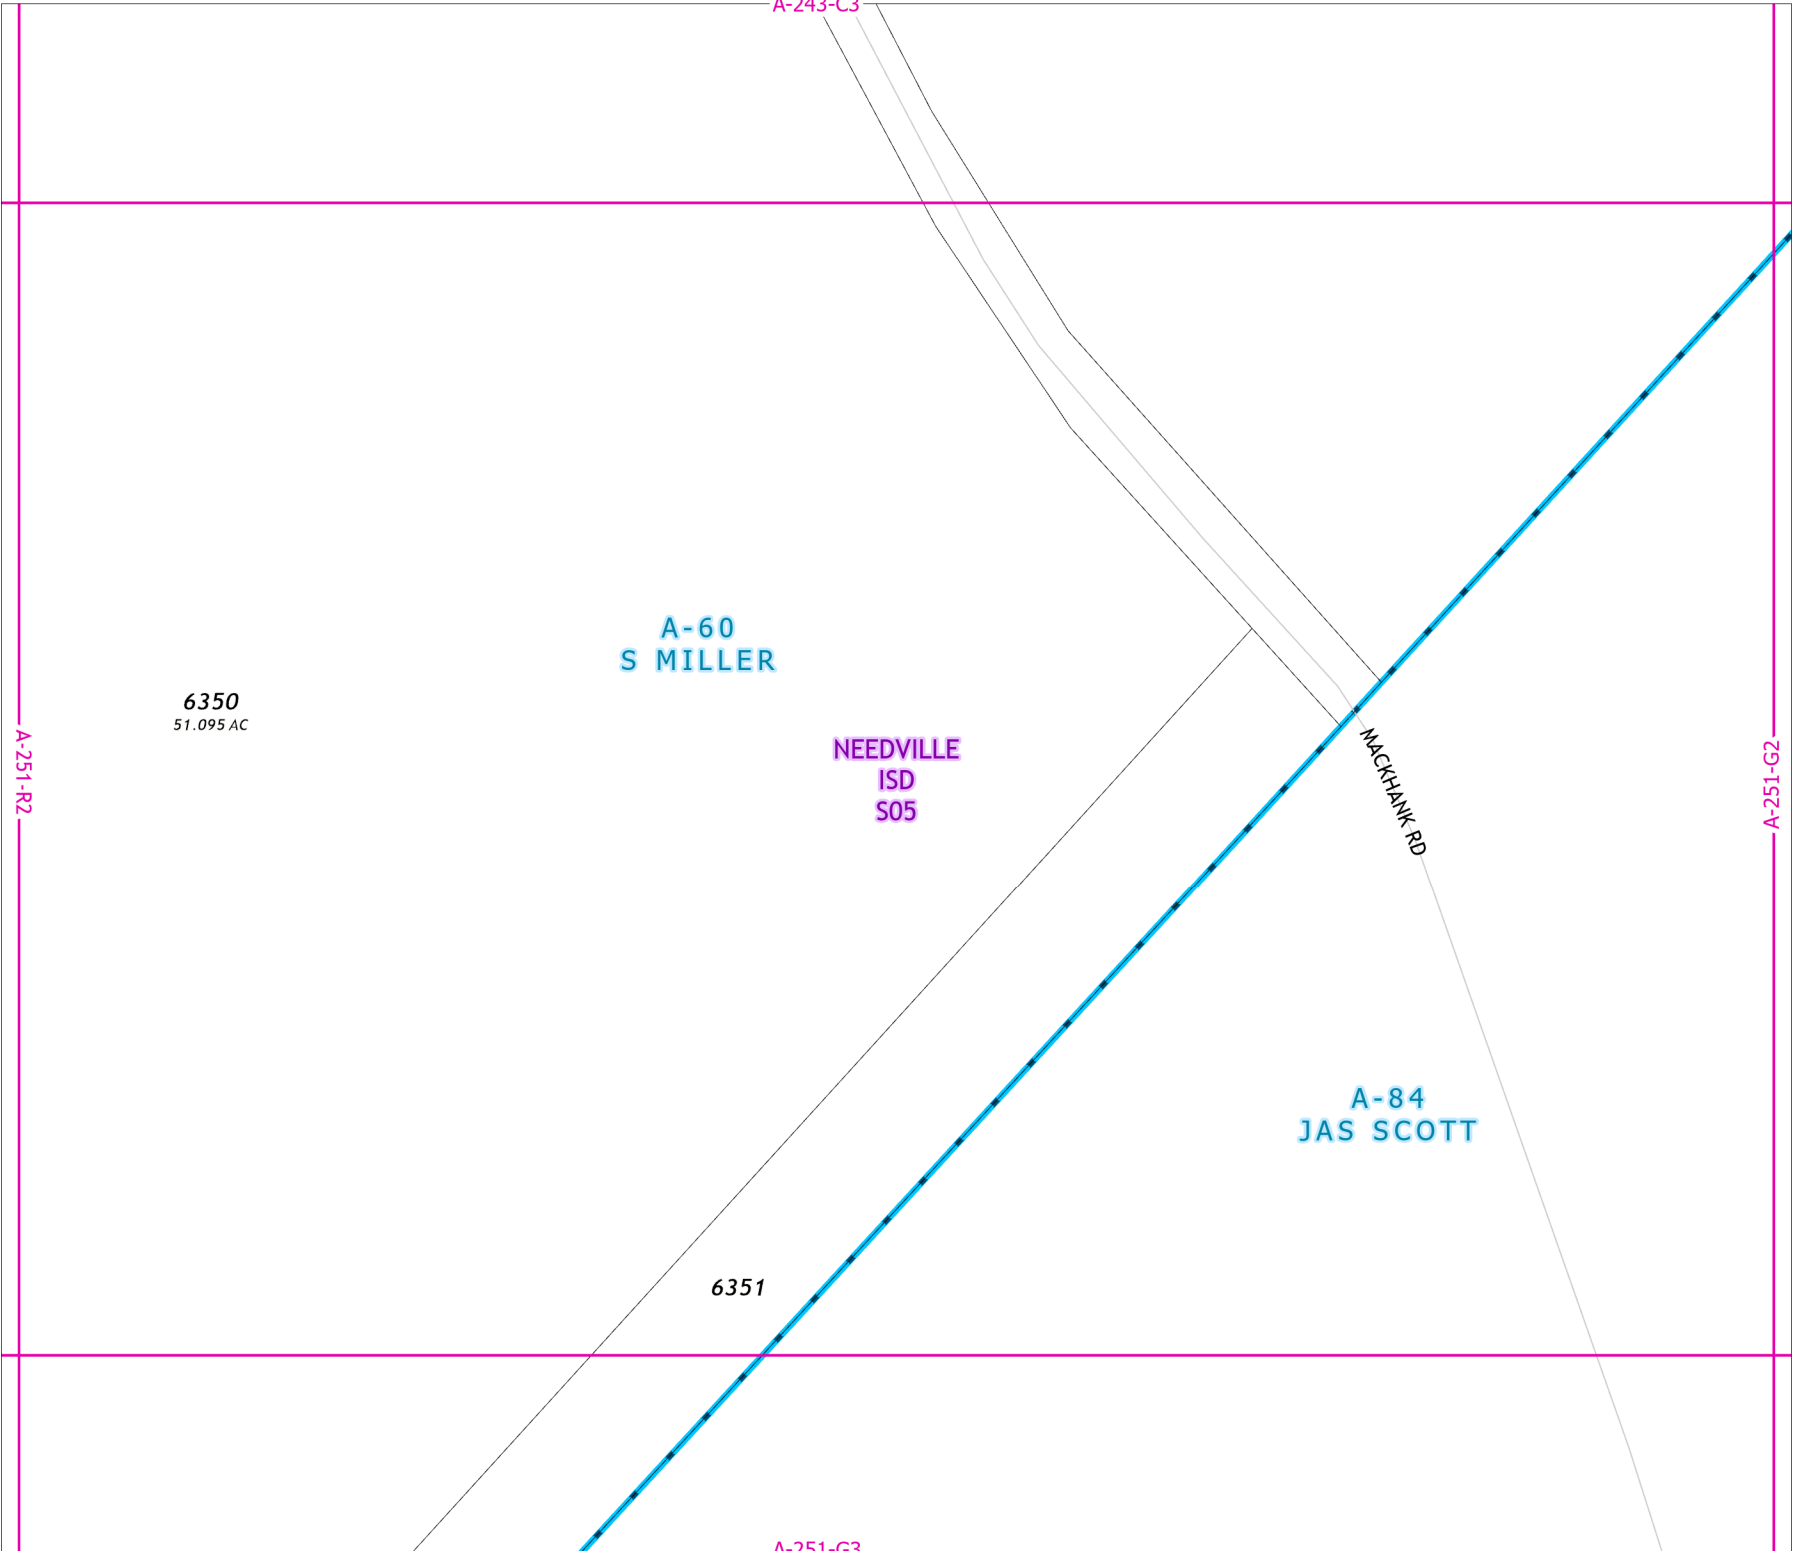 A-243-C3
A-60
S MILLER
6350
51.095 AC
A-251-R2
NEEDVILLE
ISD
S05
MACKHANK RD
A-251-G2
A-84
JAS SCOTT
6351
A-251-G3